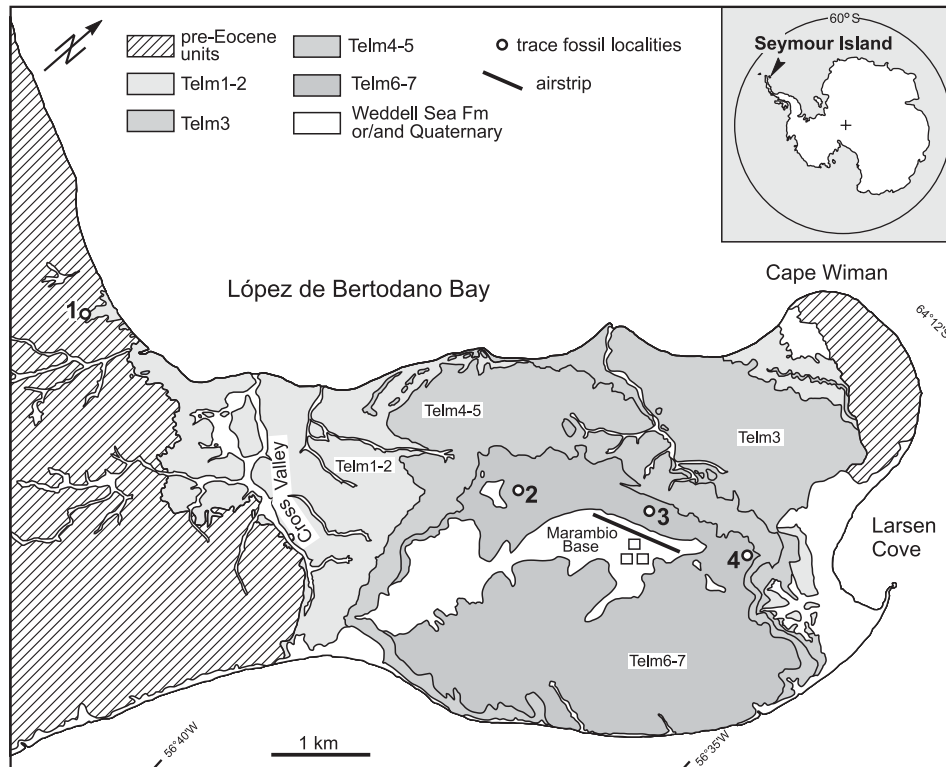 N
pre-Eocene
units
Telm1-2
Telm3
Telm4-5
Telm6-7
Weddell Sea Fm
or/and Quaternary
trace fossil localities
airstrip
60°S
Seymour Island
López de Bertodano Bay
Cape Wiman
64°12'S
1
Telm4-5
Telm3
Telm1-2
Cross Valley
2
3
Marambio
Base
4
Larsen
Cove
Telm6-7
56°40'W
1 km
56°35'W